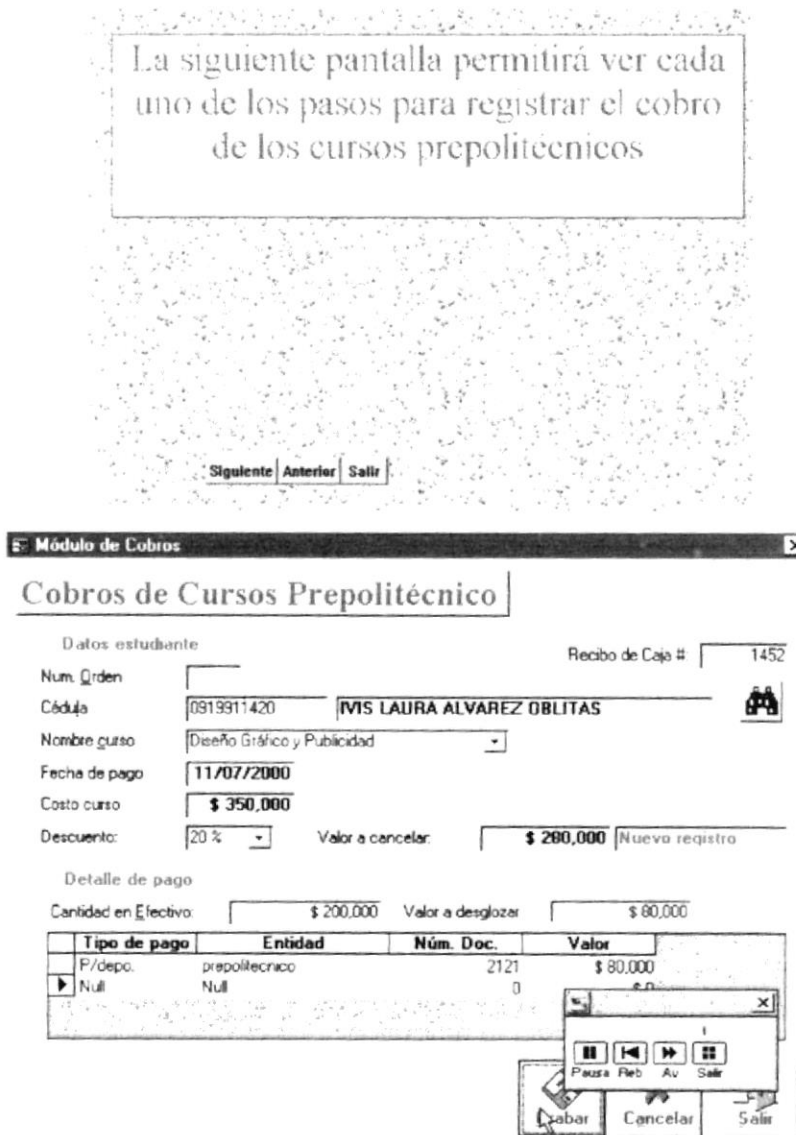 La siguiente pantalla permitirá ver cada
uno de los pasos para registrar el cobro
de los cursos prepolitécnicos
Siguiente Anterior Salir
Módulo de Cobros
Cobros de Cursos Prepolitécnico
Datos estudiante
Recibo de Caja # 1452
Num. Orden
Cédula 0919911420 IVIS LAURA ALVAREZ OBLITAS
Nombre curso Diseño Gráfico y Publicidad
Fecha de pago 11/07/2000
Costo curso $ 350,000
Descuento: 20 % Valor a cancelar: $ 280,000 Nuevo registro
Detalle de pago
Cantidad en Efectivo: $ 200,000 Valor a desglozar $ 80,000
Tipo de pago Entidad Núm. Doc. Valor
P/depo. prepolitecnico 2121 $ 80,000
Null Null 0 $ 0
Pausa Reb Av Salir
Grabar Cancelar Salir